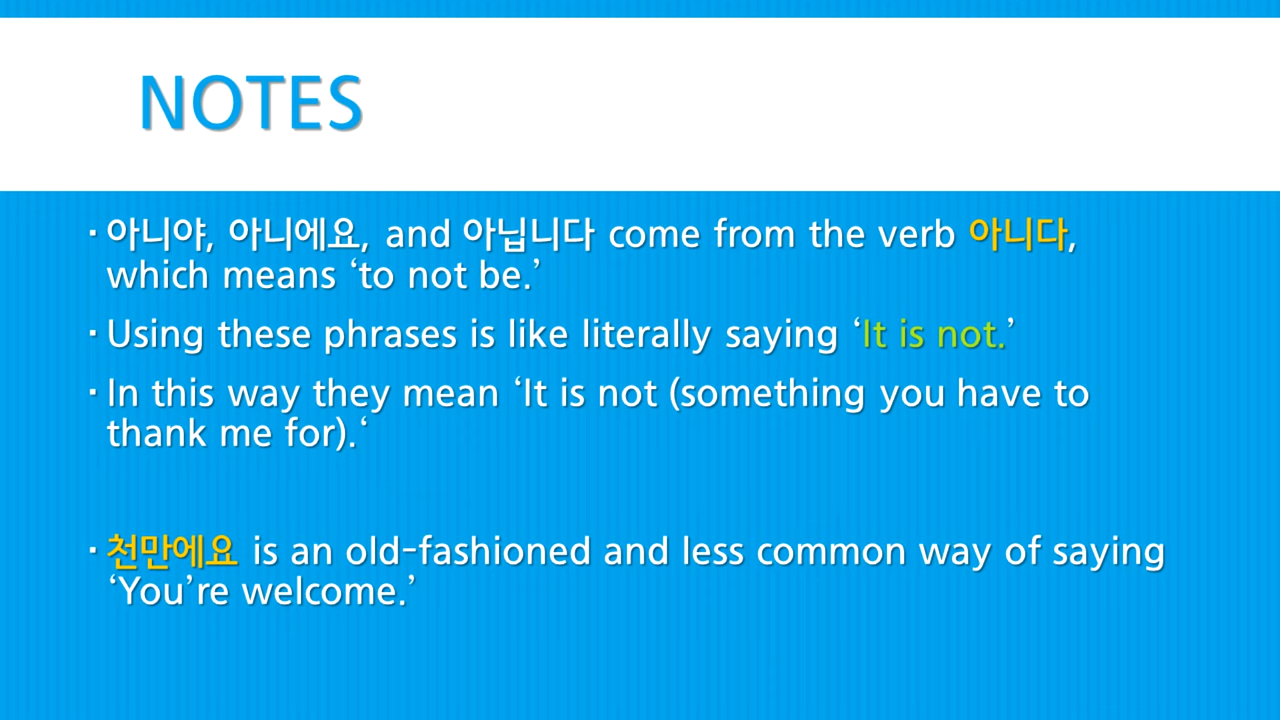 NOTES
▪ 아니야, 아니에요, and 아닙니다 come from the verb 아니다,
which means ‘to not be.’
▪ Using these phrases is like literally saying ‘It is not.’
▪ In this way they mean ‘It is not (something you have to
thank me for).‘
▪ 천만에요 is an old-fashioned and less common way of saying
‘You’re welcome.’